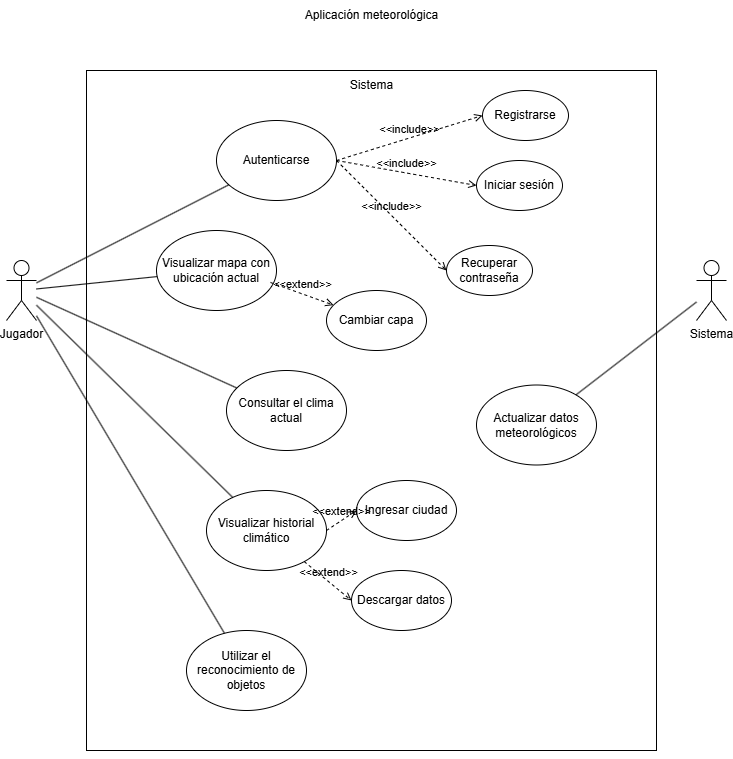 Aplicación meteorológica
Sistema
Registrarse
<<include>>
Autenticarse
<<include>>
Iniciar sesión
<<include>>
Visualizar mapa con
ubicación actual
Recuperar
contraseña
<<extend>>
Cambiar capa
Jugador
Sistema
Consultar el clima
actual
Actualizar datos
meteorológicos
Visualizar historial
climático
<<extend>>
Ingresar ciudad
<<extend>>
Descargar datos
Utilizar el
reconocimiento de
objetos